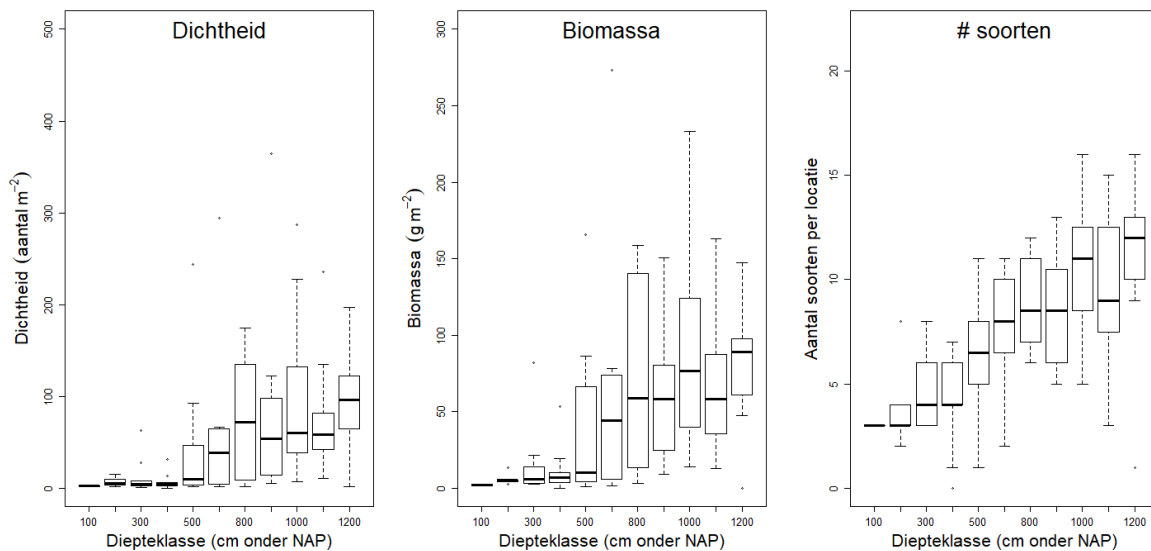 Dichtheid
Dichtheid (aantal m⁻²)
500
400
300
200
100
0
100 300 500 800 1000 1200
Diepteklasse (cm onder NAP)
Biomassa
Biomassa (g m⁻²)
300
250
200
150
100
50
0
100 300 500 800 1000 1200
Diepteklasse (cm onder NAP)
# soorten
Aantal soorten per locatie
20
15
10
5
0
100 300 500 800 1000 1200
Diepteklasse (cm onder NAP)